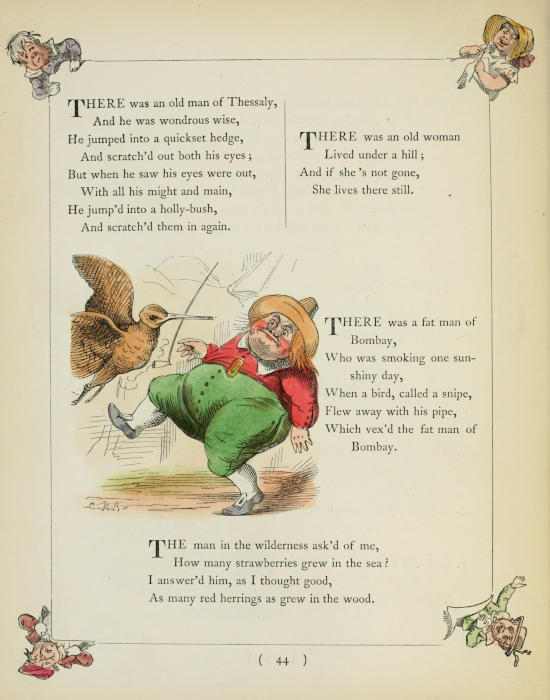 THERE was an old man of Thessaly,
And he was wondrous wise,
He jumped into a quickset hedge,
And scratch'd out both his eyes;
But when he saw his eyes were out,
With all his might and main,
He jump'd into a holly-bush,
And scratch'd them in again.
THERE was an old woman
Lived under a hill;
And if she's not gone,
She lives there still.
THERE was a fat man of
Bombay,
Who was smoking one sun-
shiny day,
When a bird, called a snipe,
Flew away with his pipe,
Which vex'd the fat man of
Bombay.
C.H.B.
THE man in the wilderness ask'd of me,
How many strawberries grew in the sea?
I answer'd him, as I thought good,
As many red herrings as grew in the wood.
( 44 )